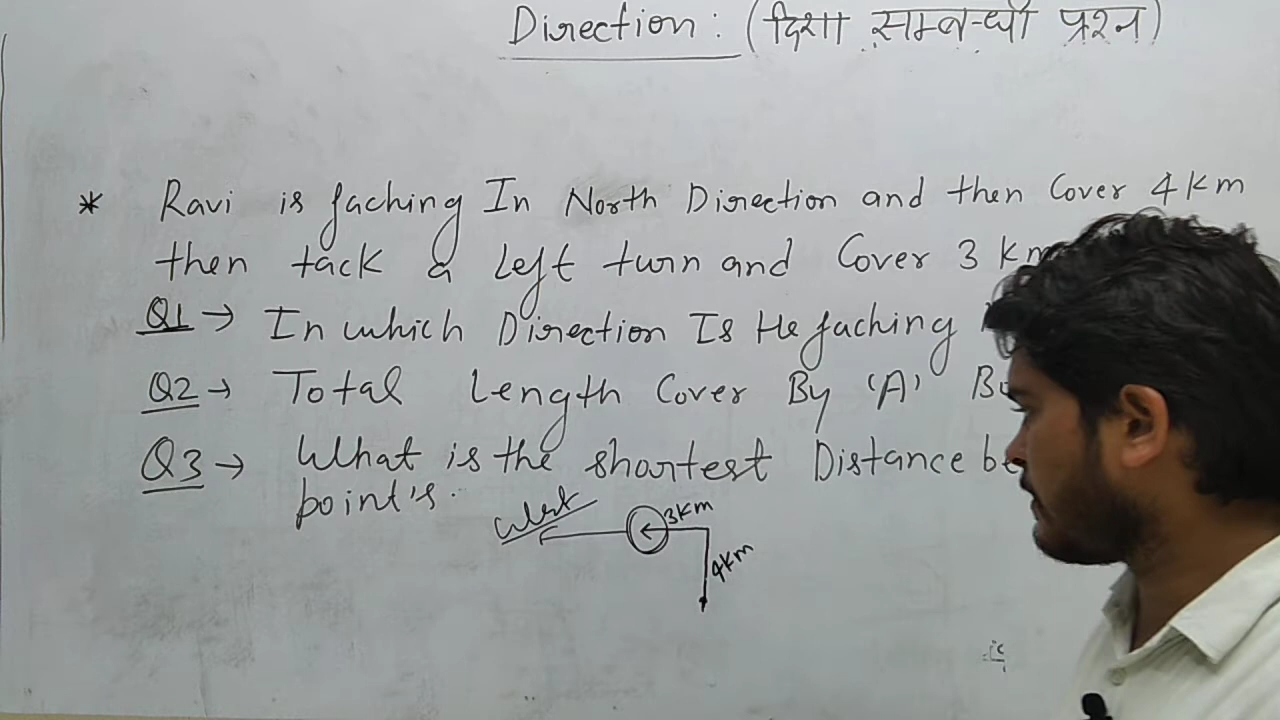 Direction : (दिशा सम्बन्धी प्रश्न)
* Ravi is faching In North Direction and then Cover 4 Km
then tack a Left turn and Cover 3 Km
Q1 → In which Direction Is He faching
Q2 → Total Length Cover By 'A'
Q3 → What is the shortest Distance
point's.
West
3Km
4Km